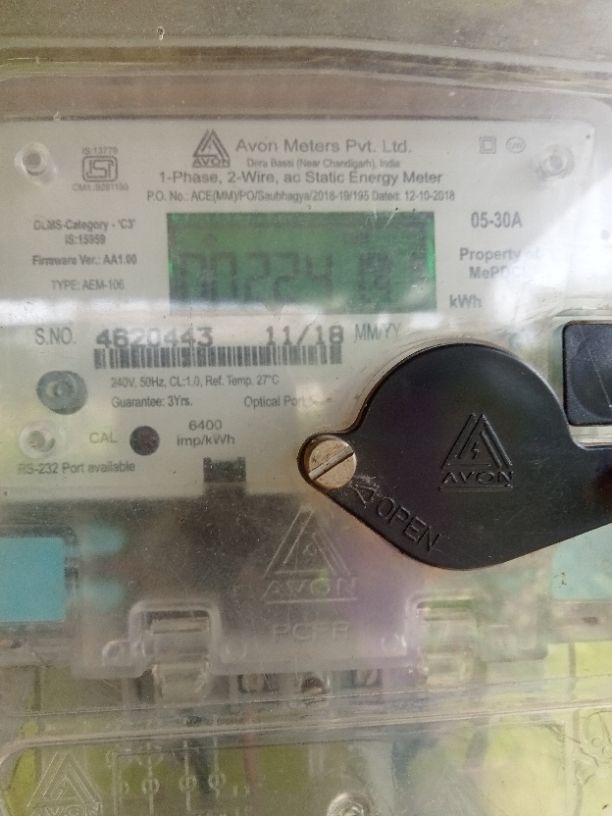 IS:13779
AVON
Avon Meters Pvt. Ltd.
Dera Bassi (Near Chandigarh), India
1-Phase, 2-Wire, ac Static Energy Meter
P.O. No.: ACE(MM)/PO/Saubhagya/2018-19/195 Dated: 12-10-2018
DLMS-Category - 'C3'
IS:15959
Firmware Ver.: AA1.00
TYPE: AEM-106
05-30A
Property of
kWh
S.NO. 4620443 11/18 MM/YY
240V, 50Hz, CL:1.0, Ref. Temp. 27°C
Guarantee: 3Yrs. Optical Port
CAL 6400
imp/kWh
RS-232 Port available
AVON
OPEN
AVON
AVON